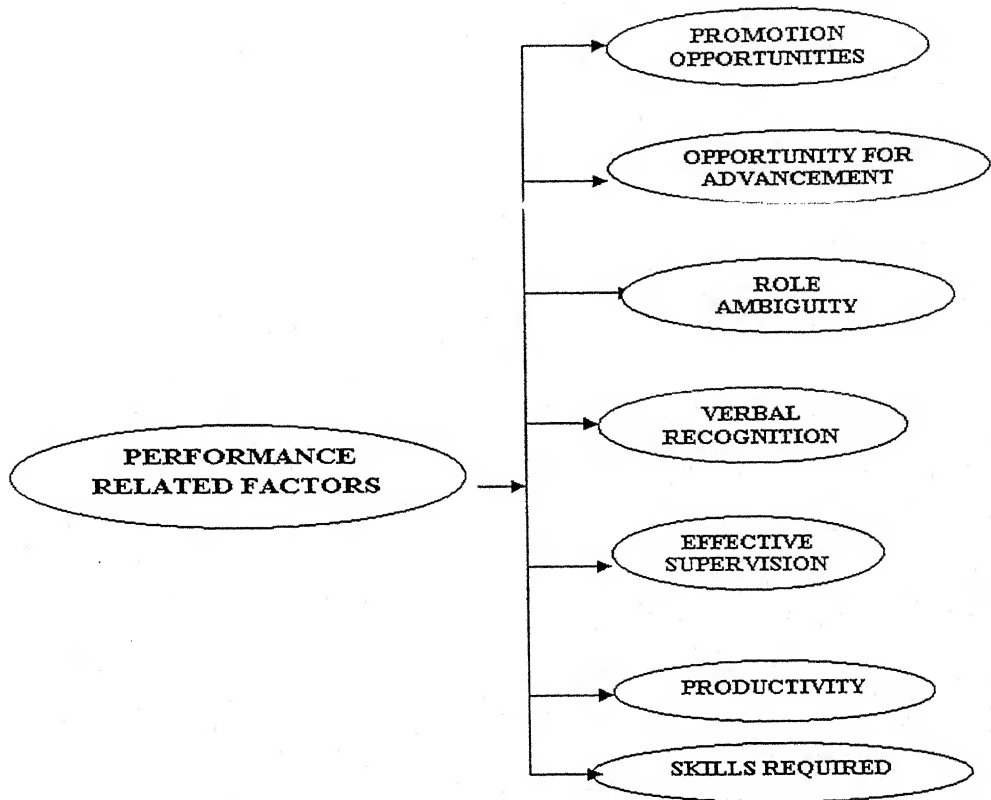 PROMOTION
OPPORTUNITIES
OPPORTUNITY FOR
ADVANCEMENT
ROLE
AMBIGUITY
VERBAL
RECOGNITION
PERFORMANCE
RELATED FACTORS
EFFECTIVE
SUPERVISION
PRODUCTIVITY
SKILLS REQUIRED